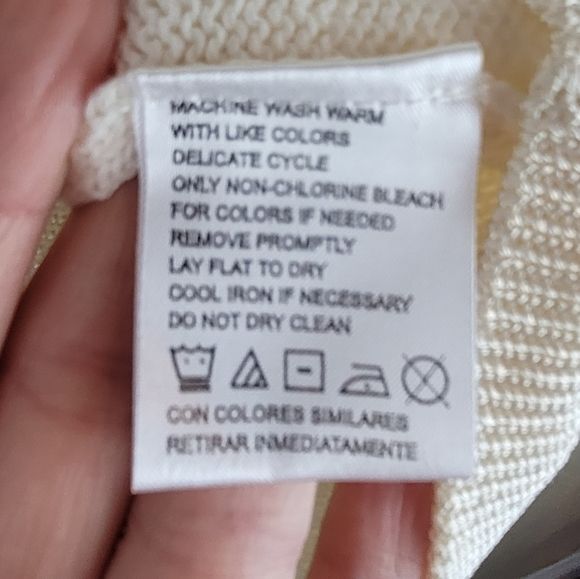 MACHINE WASH WARM
WITH LIKE COLORS
DELICATE CYCLE
ONLY NON-CHLORINE BLEACH
FOR COLORS IF NEEDED
REMOVE PROMPTLY
LAY FLAT TO DRY
COOL IRON IF NECESSARY
DO NOT DRY CLEAN
CON COLORES SIMILARES
RETIRAR INMEDIATAMENTE